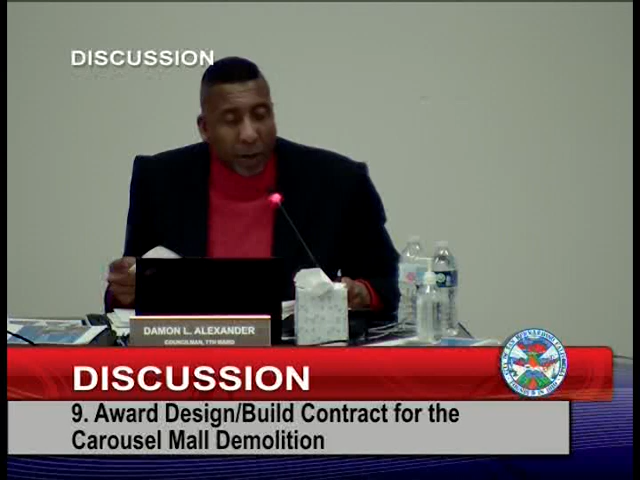 DISCUSSION
DAMON L. ALEXANDER
COUNCILMAN, 7TH WARD
DISCUSSION
9. Award Design/Build Contract for the
Carousel Mall Demolition